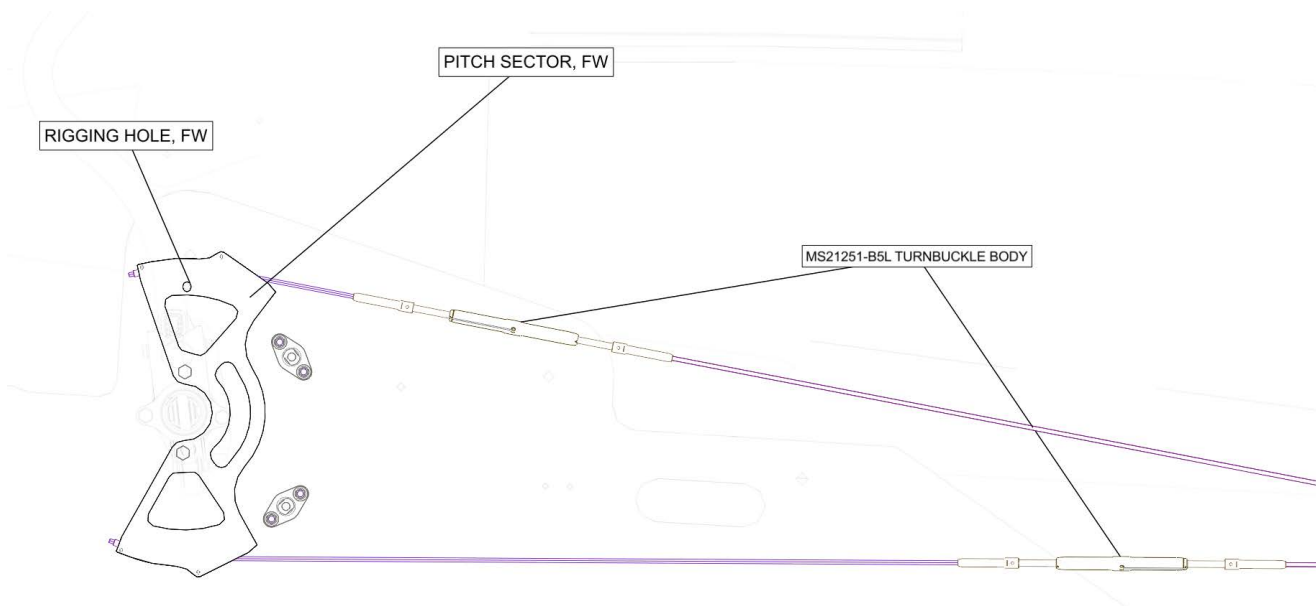 PITCH SECTOR, FW
RIGGING HOLE, FW
MS21251-B5L TURNBUCKLE BODY